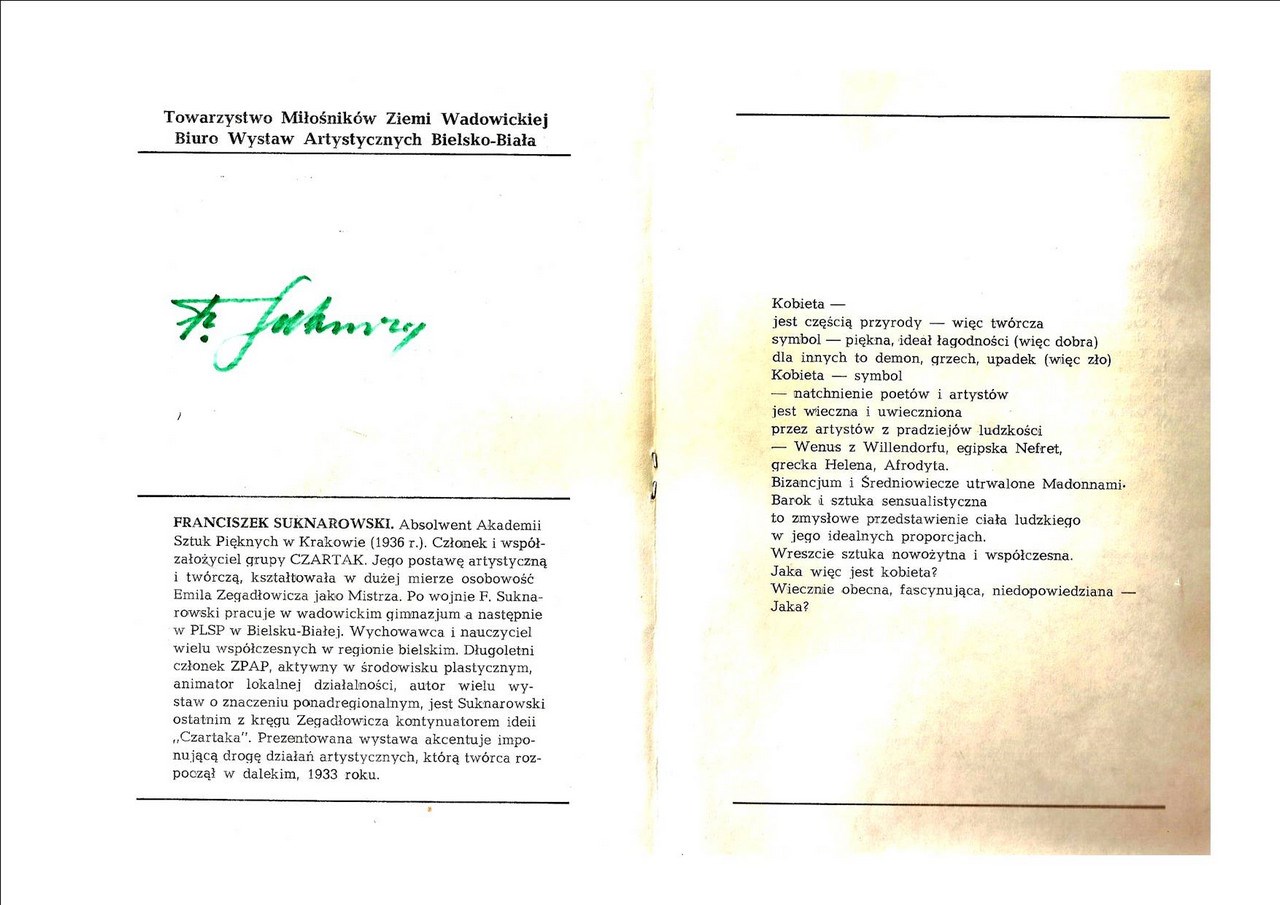 Towarzystwo Miłośników Ziemi Wadowickiej
Biuro Wystaw Artystycznych Bielsko-Biała
FRANCISZEK SUKNAROWSKI. Absolwent Akademii
Sztuk Pięknych w Krakowie (1936 r.). Członek i współ-
założyciel grupy CZARTAK. Jego postawę artystyczną
i twórczą, kształtowała w dużej mierze osobowość
Emila Zegadłowicza jako Mistrza. Po wojnie F. Sukna-
rowski pracuje w wadowickim gimnazjum a następnie
w PLSP w Bielsku-Białej. Wychowawca i nauczyciel
wielu współczesnych w regionie bielskim. Długoletni
członek ZPAP, aktywny w środowisku plastycznym,
animator lokalnej działalności, autor wielu wy-
staw o znaczeniu ponadregionalnym, jest Suknarowski
ostatnim z kręgu Zegadłowicza kontynuatorem ideii
„Czartaka". Prezentowana wystawa akcentuje impo-
nującą drogę działań artystycznych, którą twórca roz-
począł w dalekim, 1933 roku.
Kobieta —
jest częścią przyrody — więc twórcza
symbol — piękna, ideał łagodności (więc dobra)
dla innych to demon, grzech, upadek (więc zło)
Kobieta — symbol
— natchnienie poetów i artystów
jest wieczna i uwieczniona
przez artystów z pradziejów ludzkości
— Wenus z Willendorfu, egipska Nefret,
grecka Helena, Afrodyta.
Bizancjum i Średniowiecze utrwalone Madonnami.
Barok i sztuka sensualistyczna
to zmysłowe przedstawienie ciała ludzkiego
w jego idealnych proporcjach.
Wreszcie sztuka nowożytna i współczesna.
Jaka więc jest kobieta?
Wiecznie obecna, fascynująca, niedopowiedziana —
Jaka?